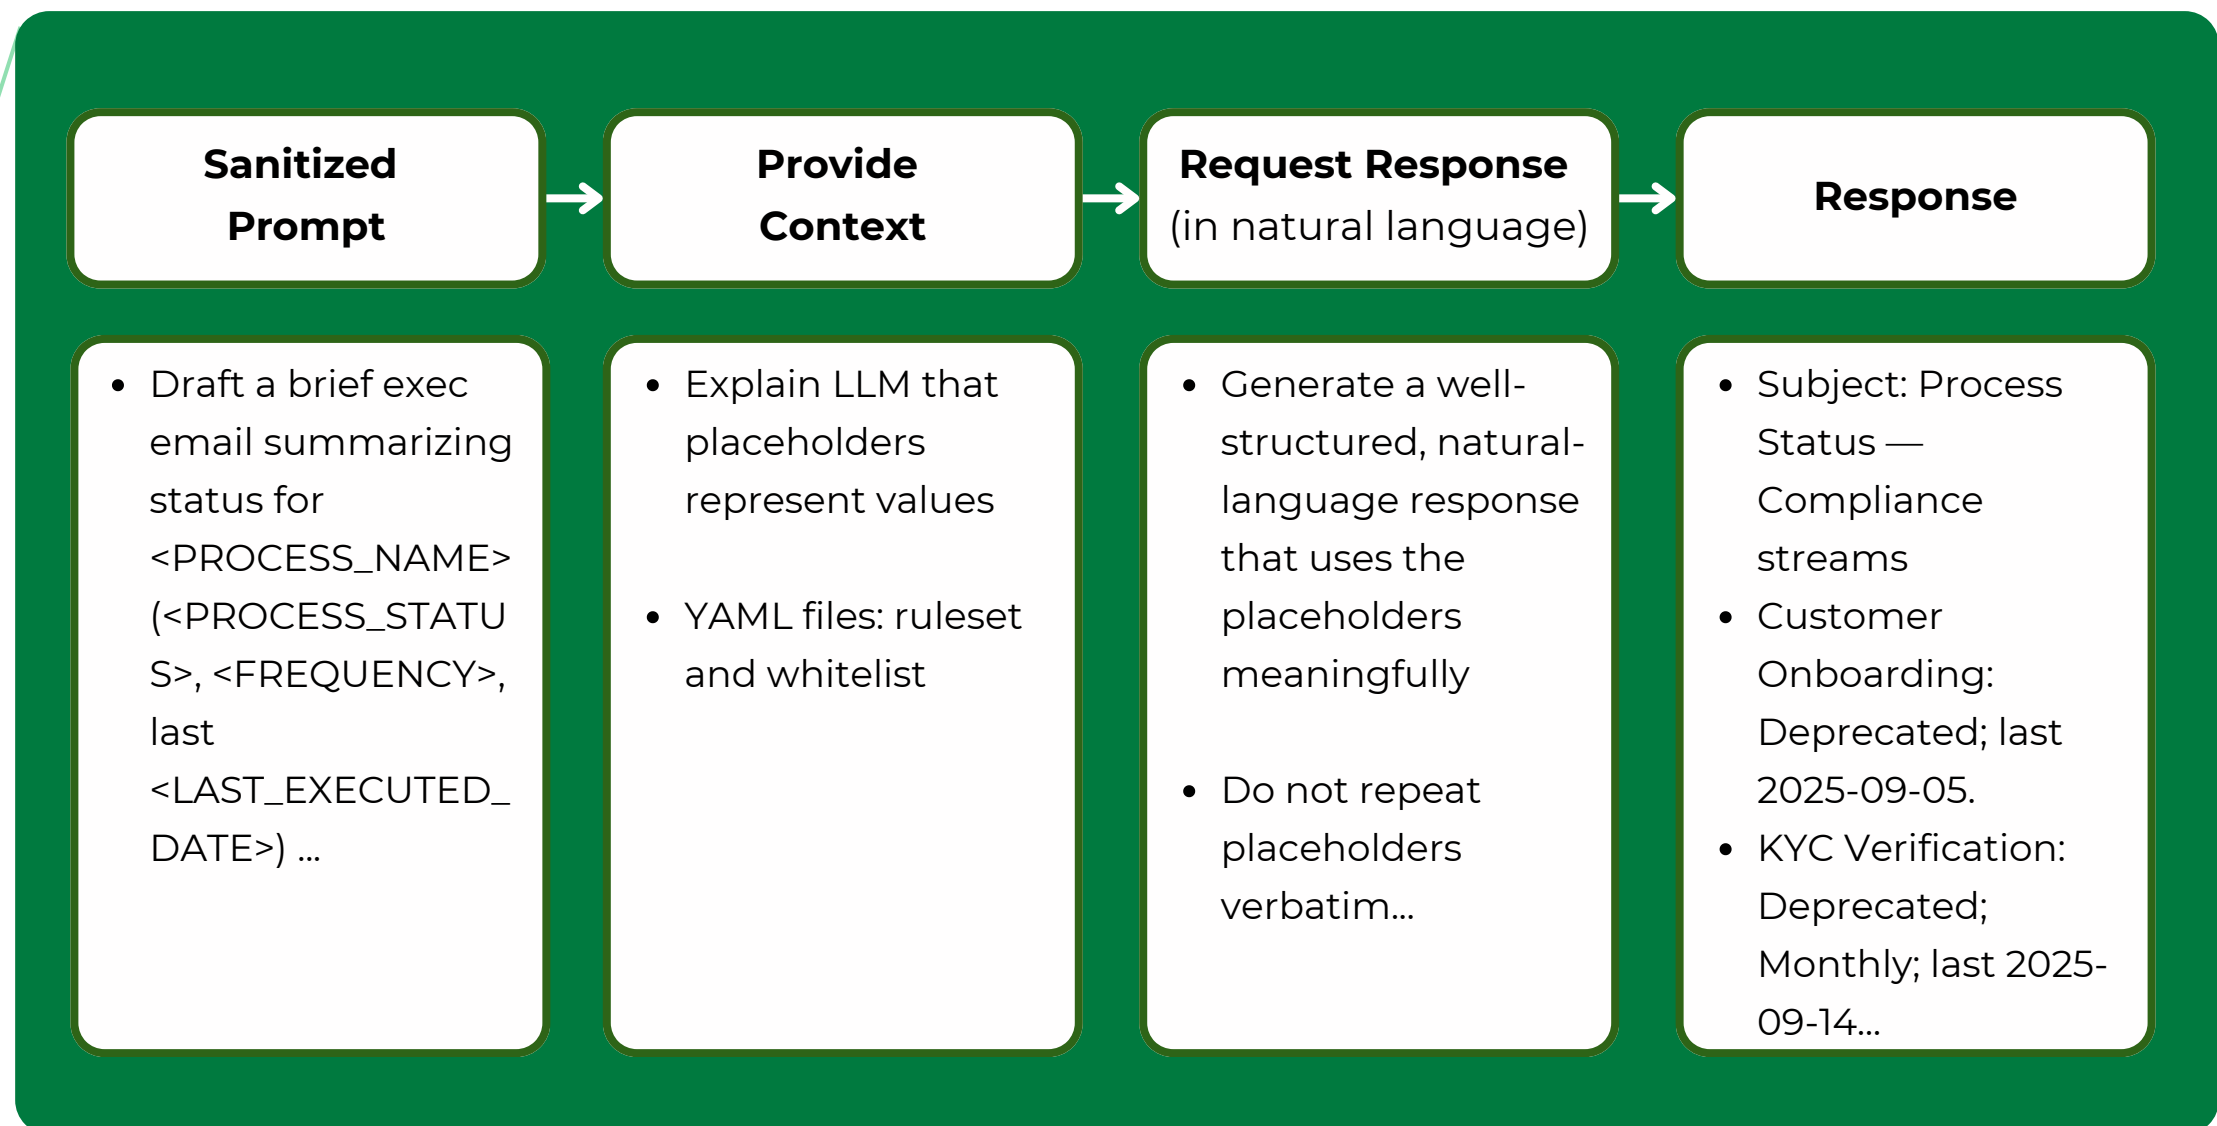 Sanitized
Prompt
Provide
Context
Request Response
(in natural language)
Response
• Draft a brief exec
email summarizing
status for
<PROCESS_NAME>
(<PROCESS_STATU
S>, <FREQUENCY>,
last
<LAST_EXECUTED_
DATE>) ...
• Explain LLM that
placeholders
represent values
• YAML files: ruleset
and whitelist
• Generate a well-
structured, natural-
language response
that uses the
placeholders
meaningfully
• Do not repeat
placeholders
verbatim...
• Subject: Process
Status —
Compliance
streams
• Customer
Onboarding:
Deprecated; last
2025-09-05.
• KYC Verification:
Deprecated;
Monthly; last 2025-
09-14...